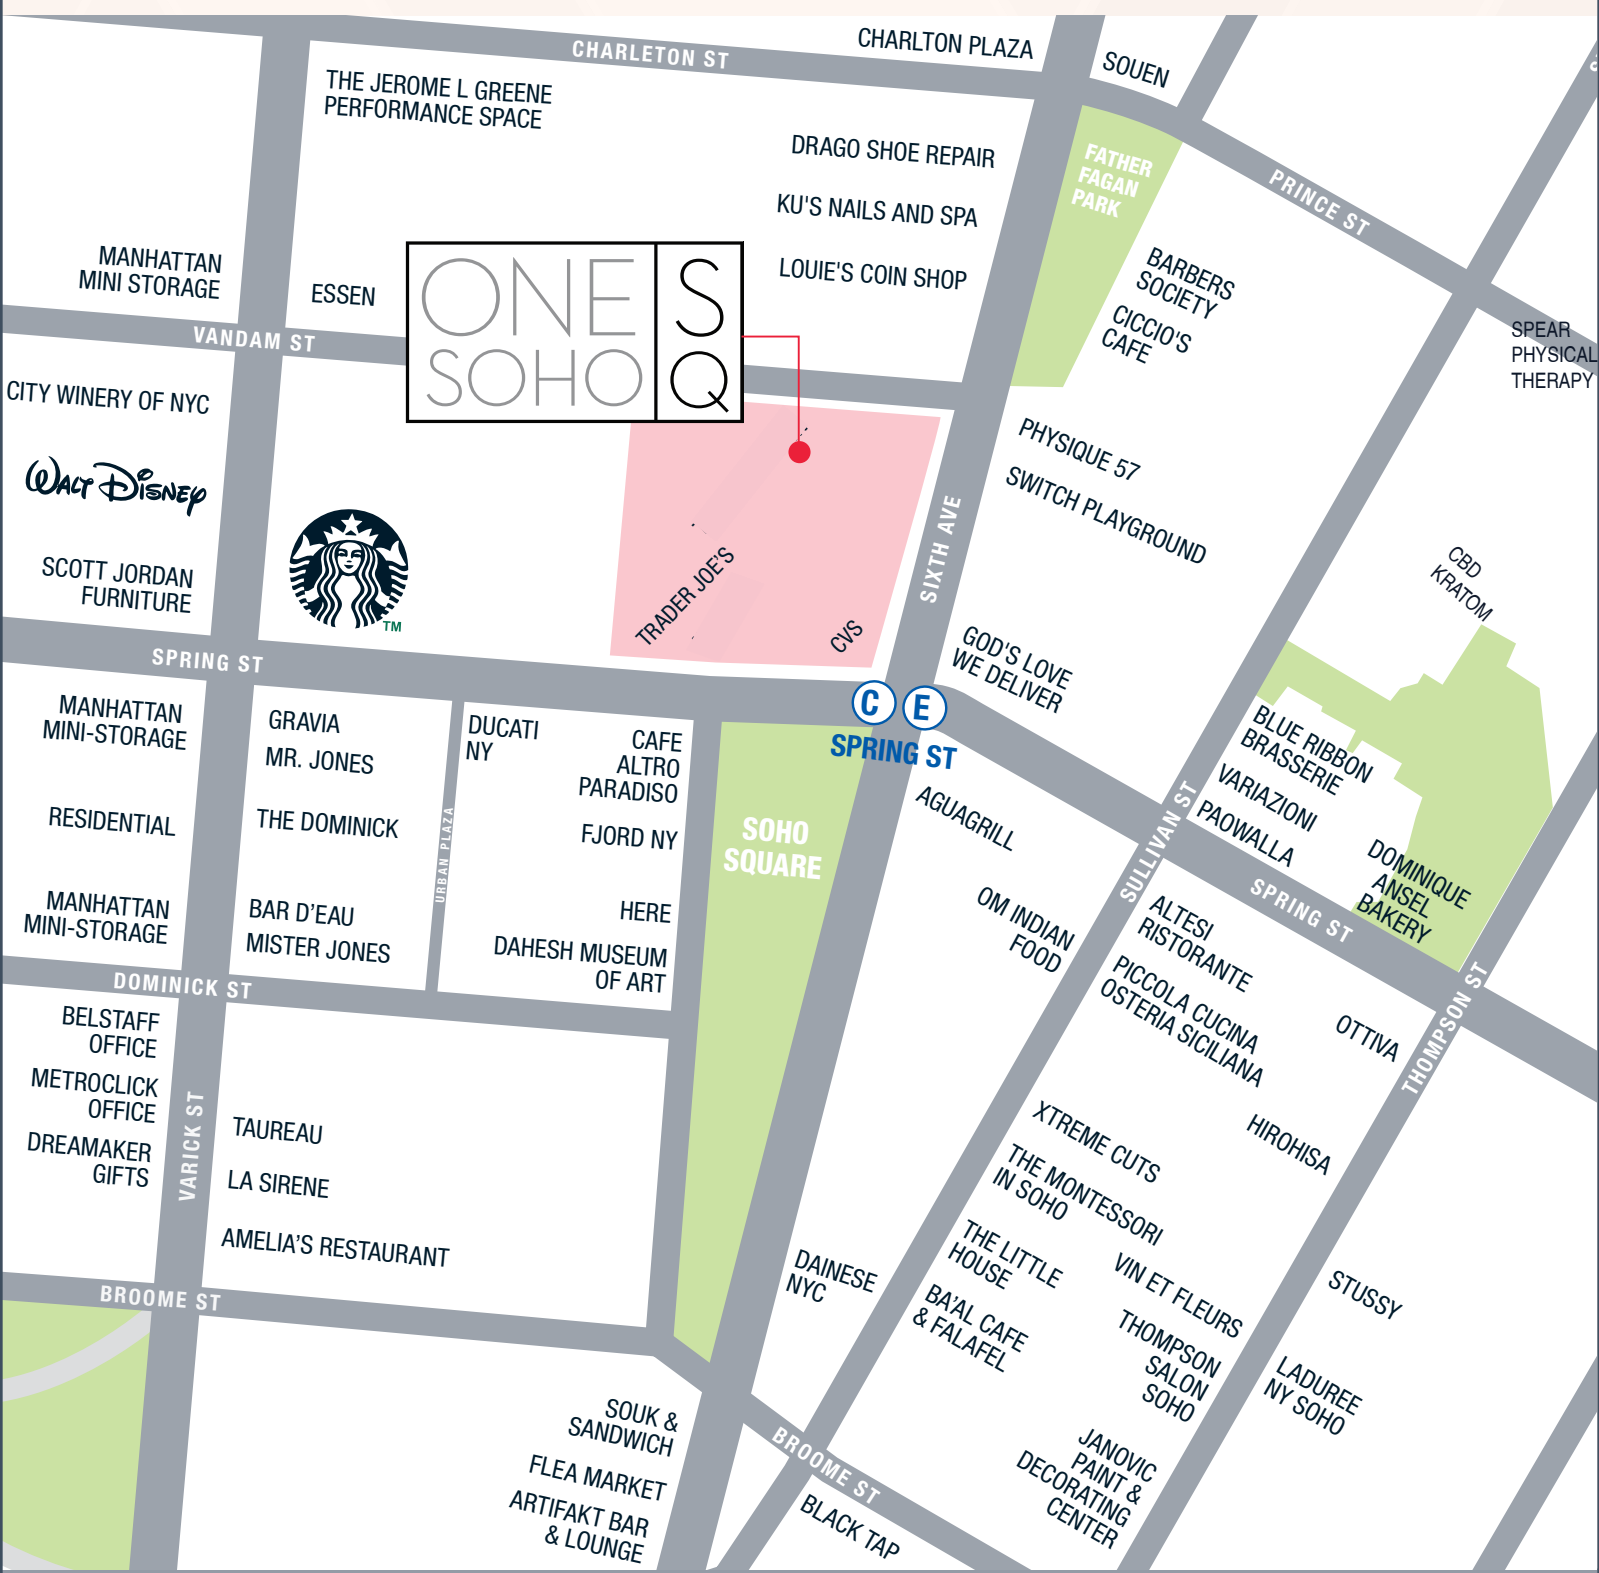 CHARLETON ST
CHARLTON PLAZA
SOUEN
THE JEROME L GREENE
PERFORMANCE SPACE
DRAGO SHOE REPAIR
KU'S NAILS AND SPA
LOUIE'S COIN SHOP
FATHER
FAGAN
PARK
PRINCE ST
BARBERS
SOCIETY
CICCIO'S
CAFE
SPEAR
PHYSICAL
THERAPY
MANHATTAN
MINI STORAGE
ESSEN
ONE
SOHO
S
Q
VANDAM ST
CITY WINERY OF NYC
WALT DISNEY
SCOTT JORDAN
FURNITURE
TM
TRADER JOE'S
CVS
SIXTH AVE
PHYSIQUE 57
SWITCH PLAYGROUND
CBD
KRATOM
GOD'S LOVE
WE DELIVER
SPRING ST
C
E
SPRING ST
MANHATTAN
MINI-STORAGE
GRAVIA
MR. JONES
DUCATI
NY
CAFE
ALTRO
PARADISO
RESIDENTIAL
THE DOMINICK
URBAN PLAZA
FJORD NY
SOHO
SQUARE
AGUAGRILL
SULLIVAN ST
BLUE RIBBON
BRASSERIE
VARIAZIONI
PAOWALLA
DOMINIQUE
ANSEL
BAKERY
SPRING ST
MANHATTAN
MINI-STORAGE
BAR D’EAU
MISTER JONES
HERE
DAHESH MUSEUM
OF ART
OM INDIAN
FOOD
ALTESI
RISTORANTE
PICCOLA CUCINA
OSTERIA SICILIANA
OTTIVA
THOMPSON ST
DOMINICK ST
BELSTAFF
OFFICE
METROCLICK
OFFICE
DREAMAKER
GIFTS
VARICK ST
TAUREAU
LA SIRENE
AMELIA’S RESTAURANT
XTREME CUTS
HIROHISA
THE MONTESSORI
IN SOHO
THE LITTLE
HOUSE
VIN ET FLEURS
DAINESE
NYC
BA’AL CAFE
& FALAFEL
THOMPSON
SALON
SOHO
STUSSY
LADUREE
NY SOHO
BROOME ST
SOUK &
SANDWICH
FLEA MARKET
ARTIFAKT BAR
& LOUNGE
BROOME ST
BLACK TAP
JANOVIC
PAINT &
DECORATING
CENTER